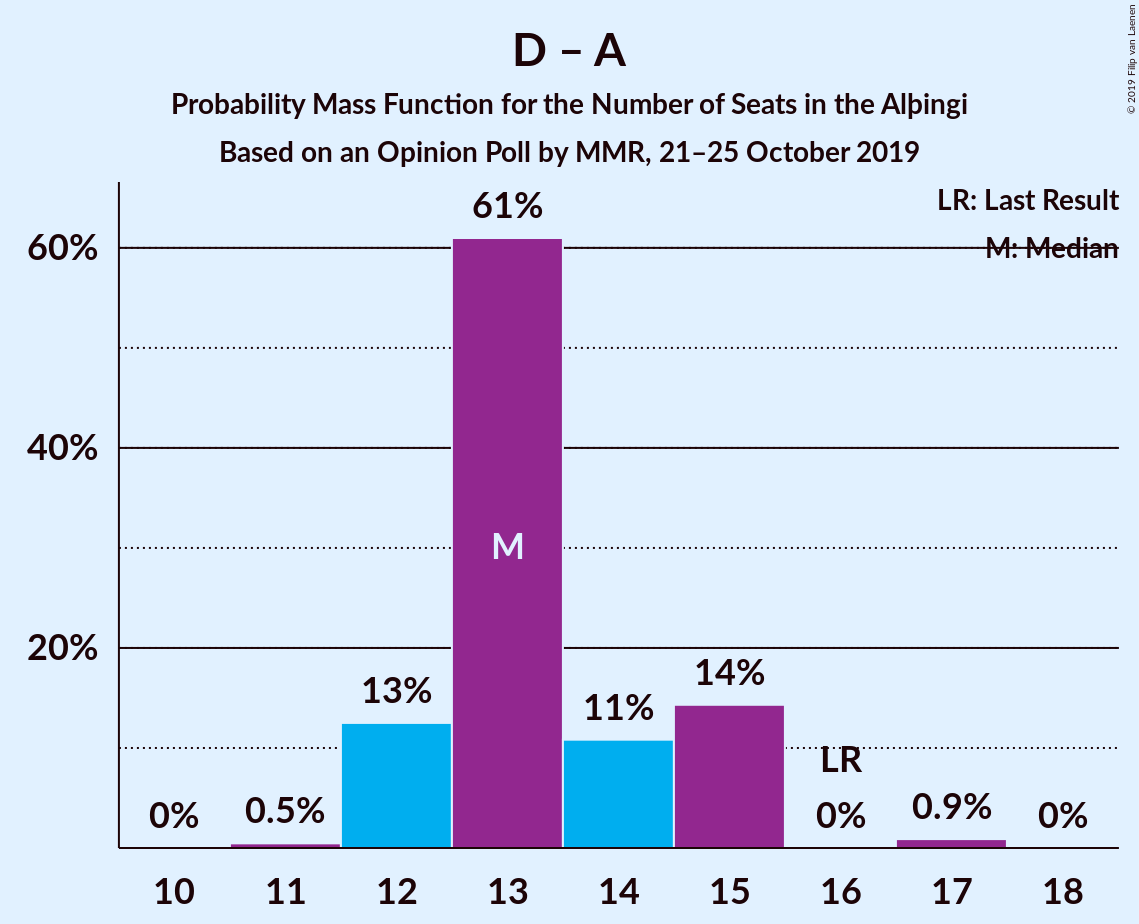 D – A
Probability Mass Function for the Number of Seats in the Alþingi
Based on an Opinion Poll by MMR, 21–25 October 2019
© 2019 Filip van Laenen
LR: Last Result
M: Median
60%
40%
20%
0%
0.5%
13%
61%
M
11%
14%
LR
0%
0.9%
0%
10 11 12 13 14 15 16 17 18